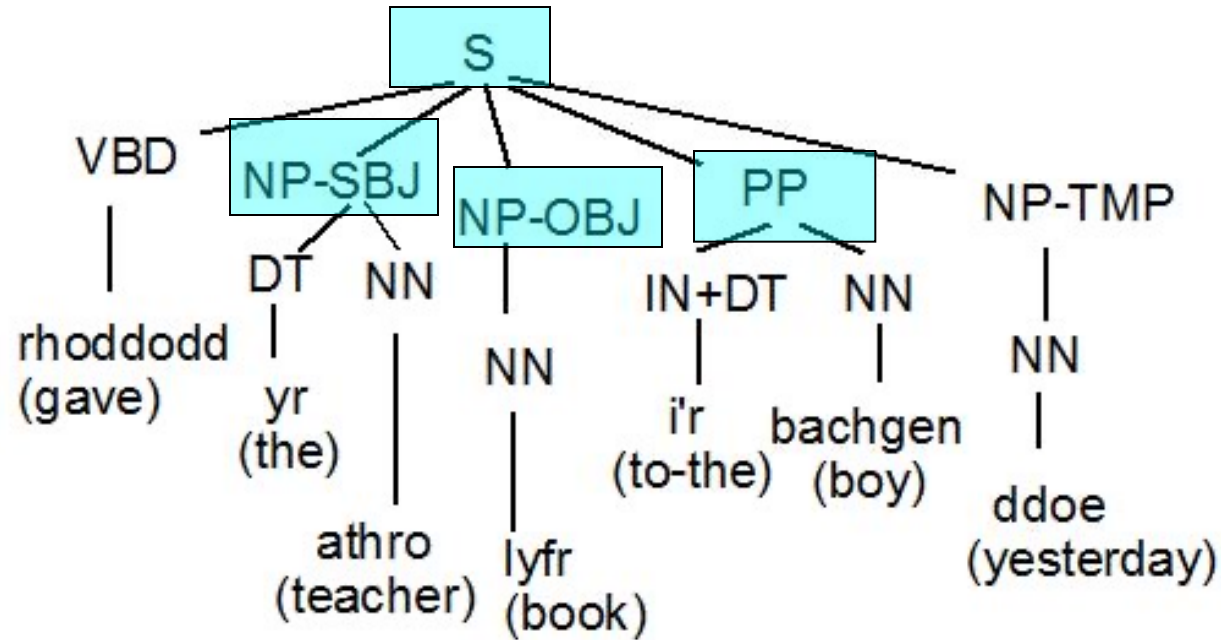 S
VBD
NP-SBJ
NP-OBJ
PP
NP-TMP
DT
NN
IN+DT
NN
rhoddodd
(gave)
yr
(the)
NN
i'r
(to-the)
bachgen
(boy)
NN
athro
(teacher)
lyfr
(book)
ddoe
(yesterday)